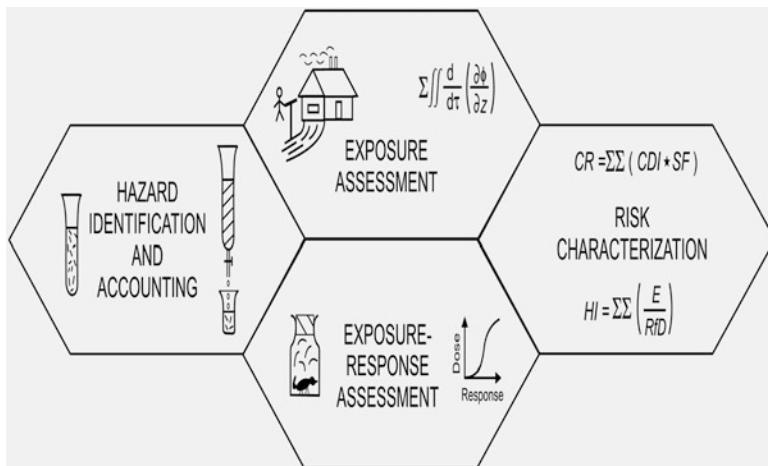 Σ∬ d/dτ (∂ϕ/∂z)
EXPOSURE
ASSESSMENT
HAZARD
IDENTIFICATION
AND
ACCOUNTING
CR =ΣΣ ( CDI ⋆ SF )
RISK
CHARACTERIZATION
HI = ΣΣ (E/RfD)
EXPOSURE-
RESPONSE
ASSESSMENT
Dose
Response